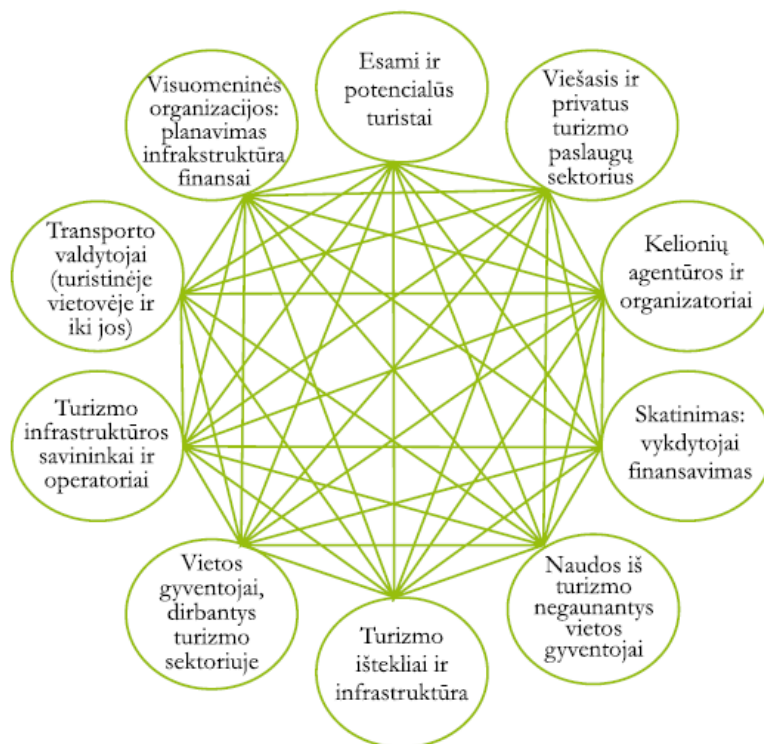 Esami ir
potencialūs
turistai
Viešasis ir
privatus
turizmo
paslaugų
sektorius
Kelionių
agentūros ir
organizatoriai
Skatinimas:
vykdytojai
finansavimas
Naudos iš
turizmo
negaunantys
vietos
gyventojai
Turizmo
ištekliai ir
infrastruktūra
Vietos
gyventojai,
dirbantys
turizmo
sektoriuje
Turizmo
infrastruktūros
savininkai ir
operatoriai
Transporto
valdytojai
(turistinėje
vietovėje ir
iki jos)
Visuomeninės
organizacijos:
planavimas
infrakstruktūra
finansai